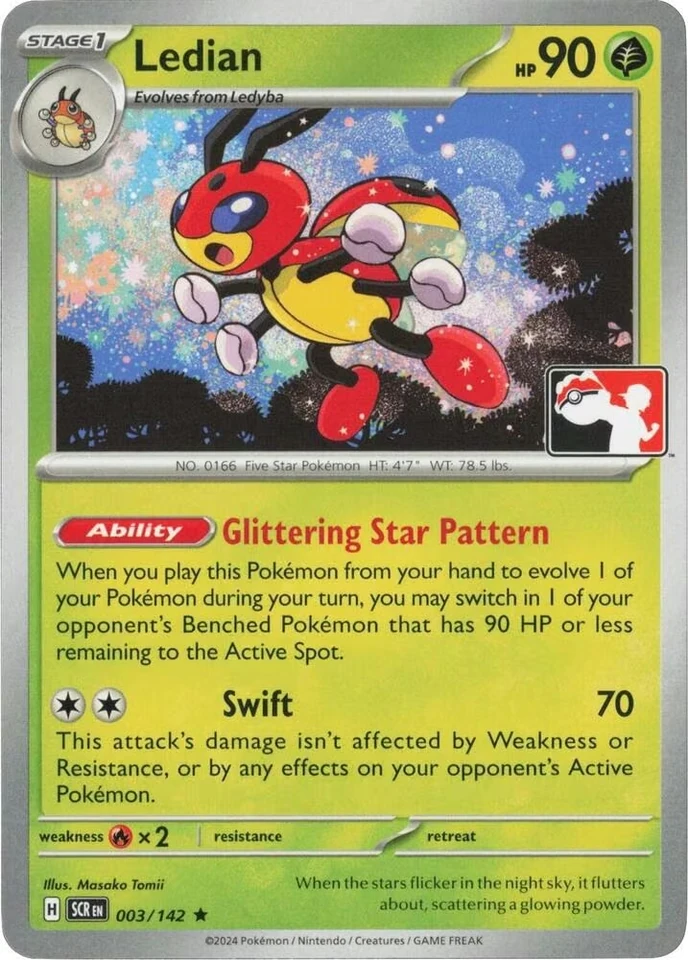 STAGE1
Ledian
HP 90
Evolves from Ledyba
NO. 0166 Five Star Pokémon HT: 4'7" WT: 78.5 lbs.
TM
Ability Glittering Star Pattern
When you play this Pokémon from your hand to evolve 1 of
your Pokémon during your turn, you may switch in 1 of your
opponent's Benched Pokémon that has 90 HP or less
remaining to the Active Spot.
Swift 70
This attack's damage isn't affected by Weakness or
Resistance, or by any effects on your opponent's Active
Pokémon.
weakness ×2 resistance retreat
Illus. Masako Tomii
When the stars flicker in the night sky, it flutters
about, scattering a glowing powder.
H SCR EN 003/142 ★
©2024 Pokémon / Nintendo / Creatures / GAME FREAK